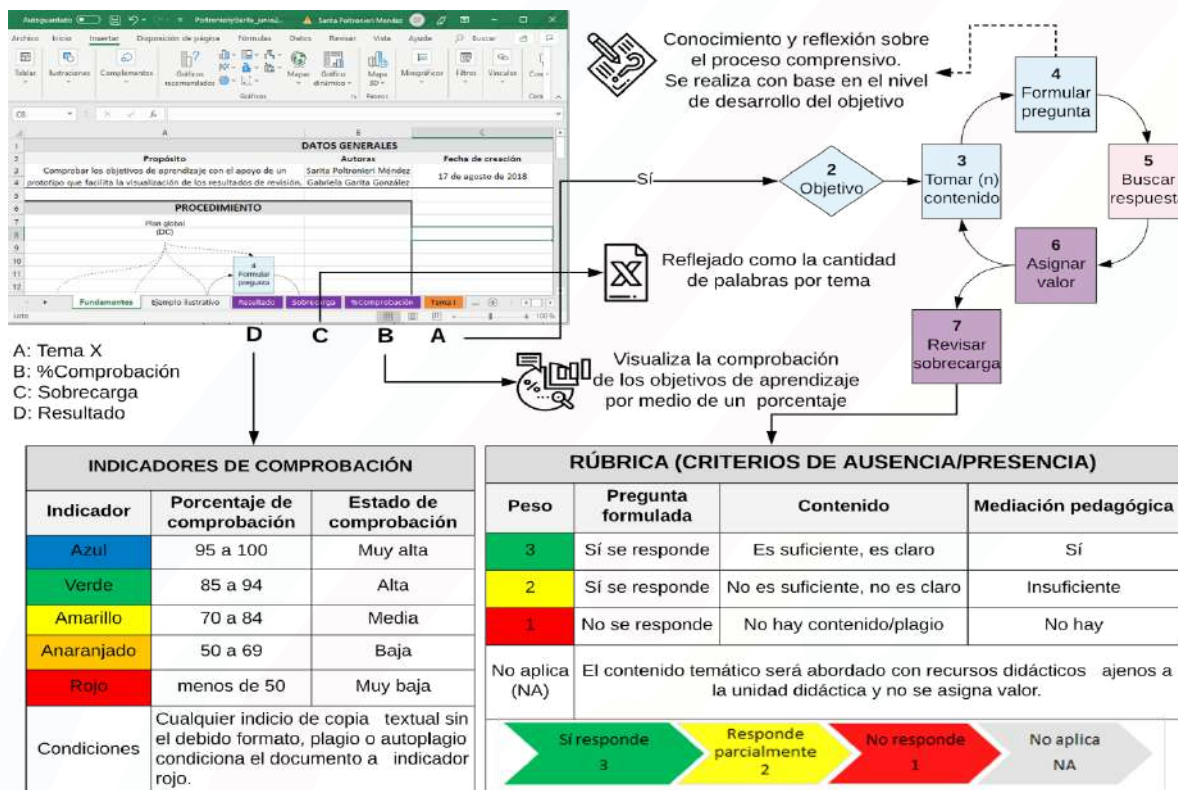 Autoguardado
PoltronieriySarita_junio2...
Sarita Poltronieri Mendez
Archivo Inicio Insertar Disposición de página Fórmulas Datos Revisar Vista Ayuda Buscar
Tablas Ilustraciones Complementos Gráficos recomendados Mapas Gráfico dinámico Mapa 3D Minigráficos Filtros Vínculos
Gráficos
A B C
DATOS GENERALES
Propósito Autoras Fecha de creación
Comprobar los objetivos de aprendizaje con el apoyo de un Sarita Poltronieri Méndez
prototipo que facilita la visualización de los resultados de revisión. Gabriela Garita González
17 de agosto de 2018
PROCEDIMIENTO
Plan global
(DC)
4
Formular
pregunta
Fundamentos Ejemplo ilustrativo Resultado Sobrecarga %Comprobación Tema I
100%
D C B A
A: Tema X
B: %Comprobación
C: Sobrecarga
D: Resultado
Conocimiento y reflexión sobre
el proceso comprensivo.
Se realiza con base en el nivel
de desarrollo del objetivo
Sí
2
Objetivo
3
Tomar (n)
contenido
4
Formular
pregunta
5
Buscar
respuesta
6
Asignar
valor
7
Revisar
sobrecarga
Reflejado como la cantidad
de palabras por tema
Visualiza la comprobación
de los objetivos de aprendizaje
por medio de un porcentaje
INDICADORES DE COMPROBACIÓN
Indicador Porcentaje de comprobación Estado de comprobación
Azul 95 a 100 Muy alta
Verde 85 a 94 Alta
Amarillo 70 a 84 Media
Anaranjado 50 a 69 Baja
Rojo menos de 50 Muy baja
Condiciones
Cualquier indicio de copia textual sin
el debido formato, plagio o autoplagio
condiciona el documento a indicador
rojo.
RÚBRICA (CRITERIOS DE AUSENCIA/PRESENCIA)
Peso Pregunta formulada Contenido Mediación pedagógica
3 Sí se responde Es suficiente, es claro Sí
2 Sí se responde No es suficiente, no es claro Insuficiente
1 No se responde No hay contenido/plagio No hay
No aplica
(NA)
El contenido temático será abordado con recursos didácticos ajenos a
la unidad didáctica y no se asigna valor.
Sí responde
3
Responde
parcialmente
2
No responde
1
No aplica
NA